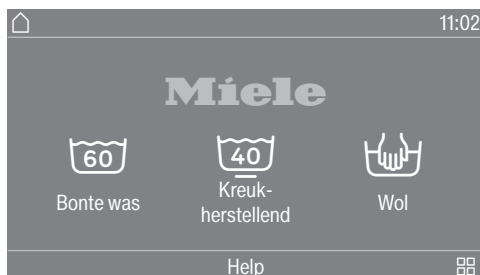 11:02
Miele
60
40
Bonte was
Kreuk-
herstellend
Wol
Help